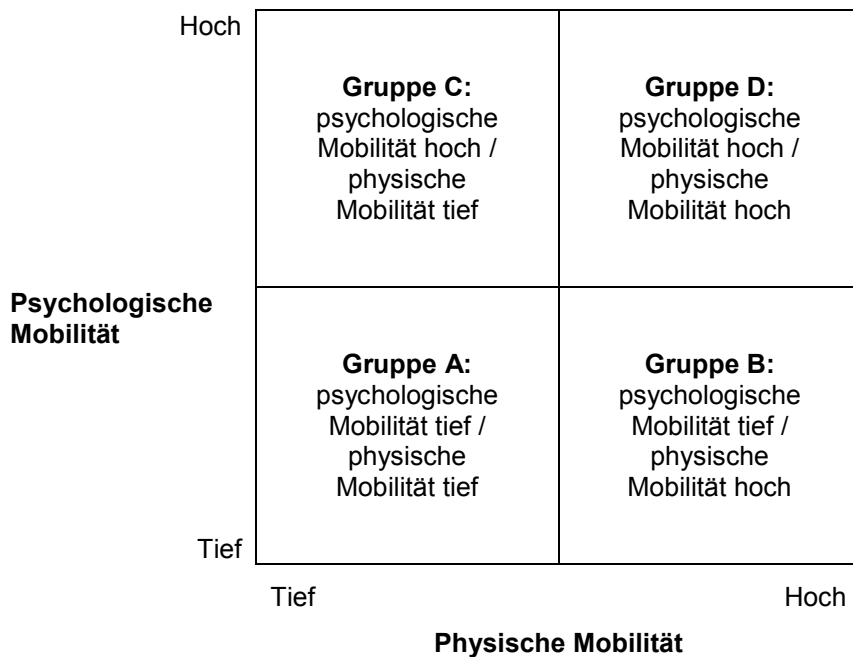 Hoch
Gruppe C:
psychologische
Mobilität hoch /
physische
Mobilität tief
Gruppe D:
psychologische
Mobilität hoch /
physische
Mobilität hoch
Psychologische
Mobilität
Gruppe A:
psychologische
Mobilität tief /
physische
Mobilität tief
Gruppe B:
psychologische
Mobilität tief /
physische
Mobilität hoch
Tief
Tief
Hoch
Physische Mobilität